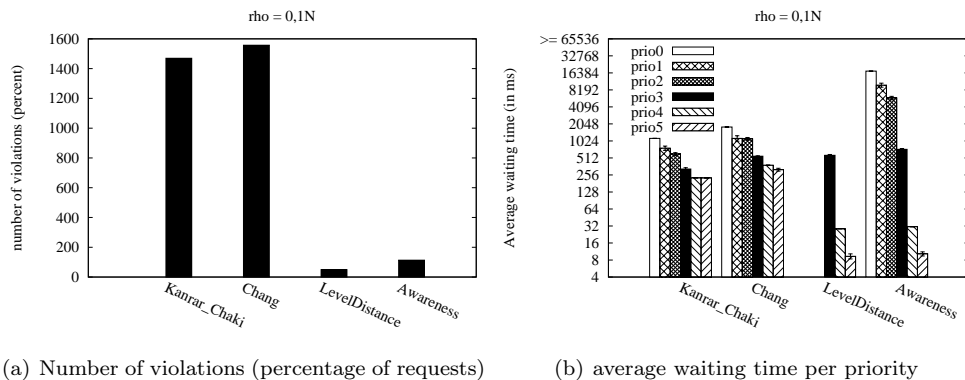 rho = 0,1N
number of violations (percent)
1600
1400
1200
1000
800
600
400
200
0
Kanrar_Chaki
Chang
LevelDistance
Awareness
(a) Number of violations (percentage of requests)
rho = 0,1N
Average waiting time (in ms)
>= 65536
32768
16384
8192
4096
2048
1024
512
256
128
64
32
16
8
4
prio0
prio1
prio2
prio3
prio4
prio5
Kanrar_Chaki
Chang
LevelDistance
Awareness
(b) average waiting time per priority